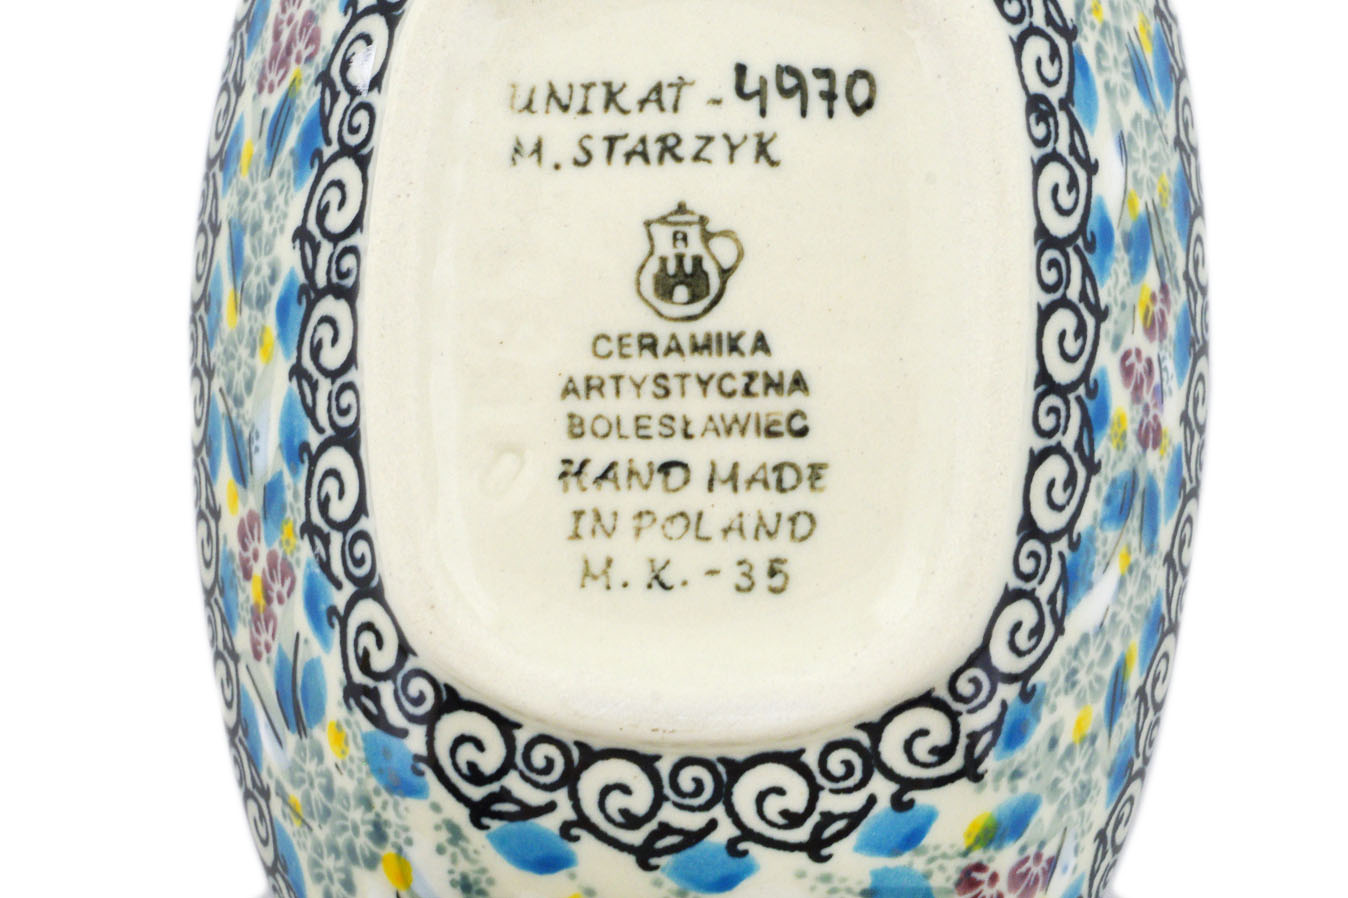 UNIKAT - 4970
M. STARZYK
A
CERAMIKA
ARTYSTYCZNA
BOLESŁAWIEC
HAND MADE
IN POLAND
M. K. - 35